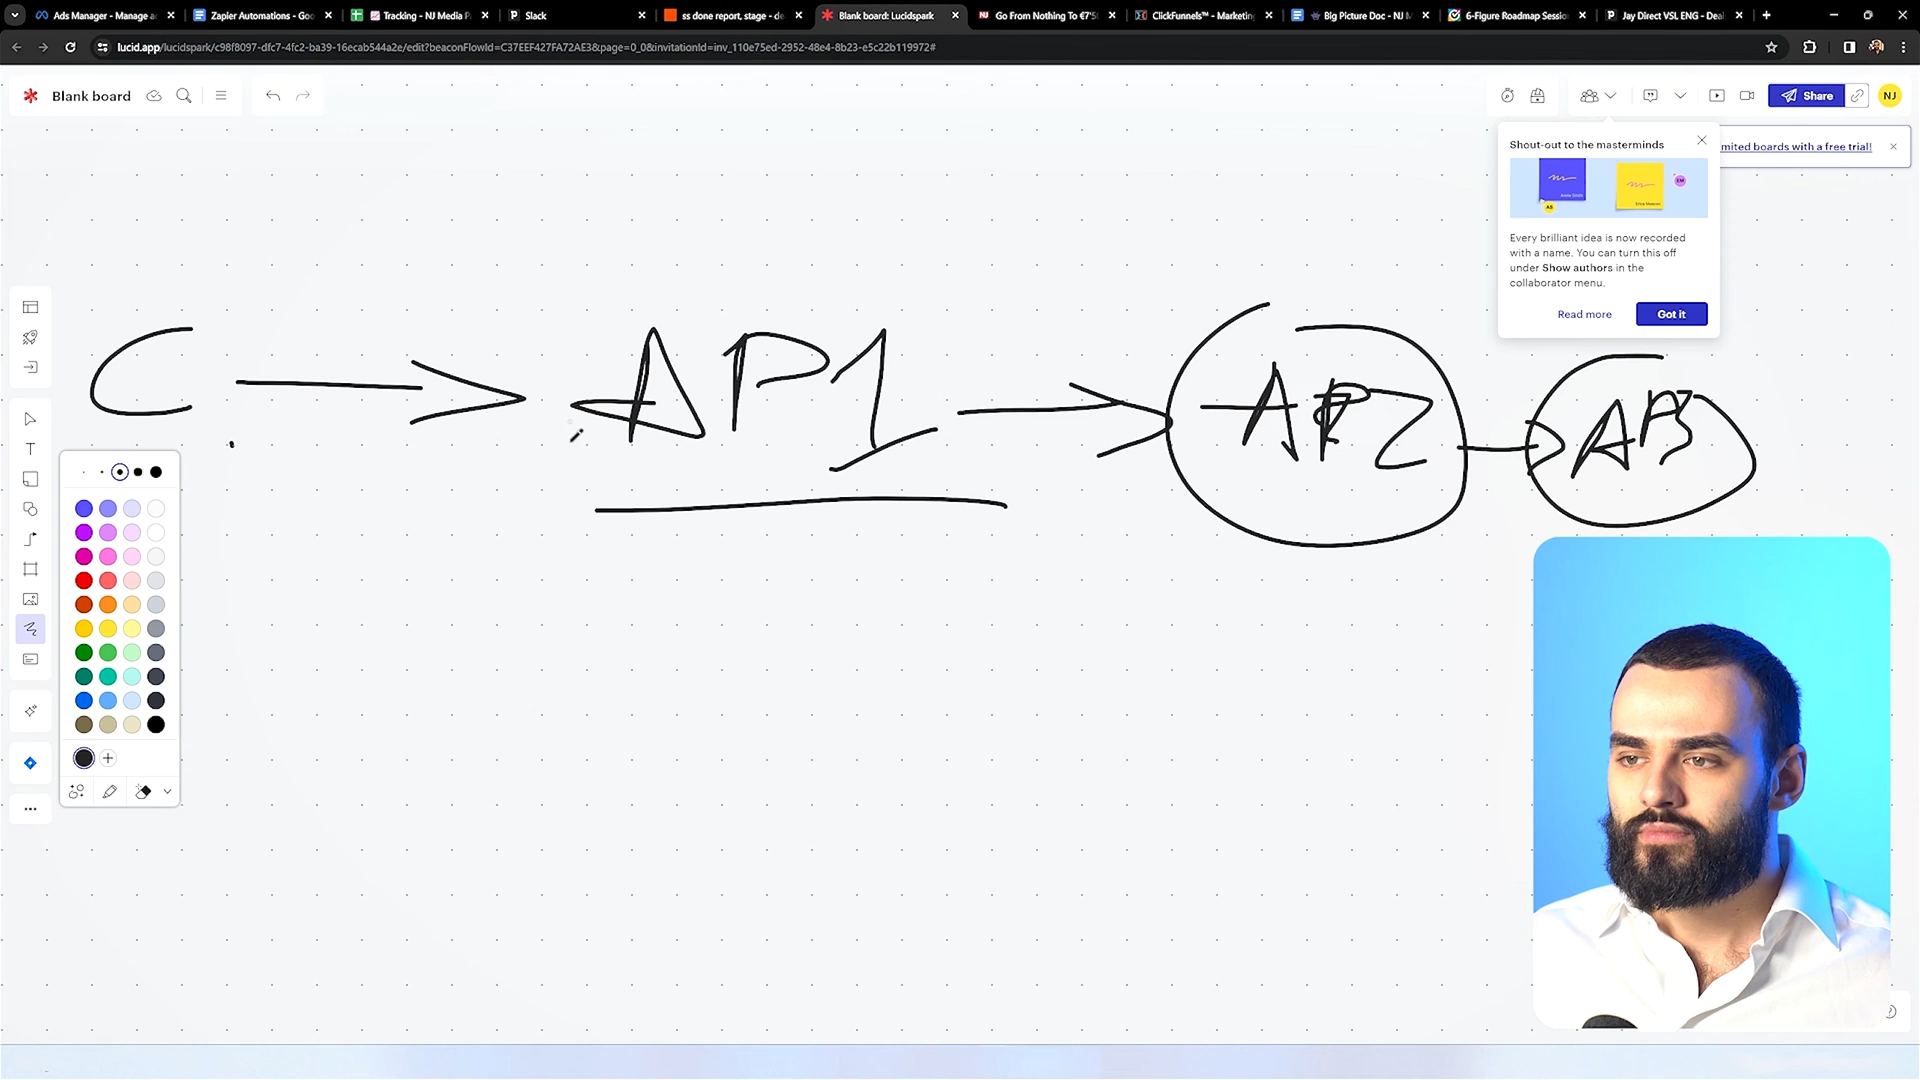 Ads Manager - Manage a
Zapier Automations - Goo
Tracking - NJ Media P
Slack
ss done report, stage - de
Blank board: Lucidspark
Go From Nothing To €7'5
ClickFunnels™ - Marketing
Big Picture Doc - NJ M
6-Figure Roadmap Sessio
Jay Direct VSL ENG - Deal
lucid.app/lucidspark/c98f8097-dfc7-4fc2-ba39-16ecab544a2e/edit?beaconFlowId=C37EEF427FA72AE3&page=0_0&invitationId=inv_110e75ed-2952-48e4-8b23-e5c22b119972#
Blank board
Share
NJ
Shout-out to the masterminds
mited boards with a free trial!
Every brilliant idea is now recorded
with a name. You can turn this off
under Show authors in the
collaborator menu.
Read more
Got it
C
AP1
AP2
AP3